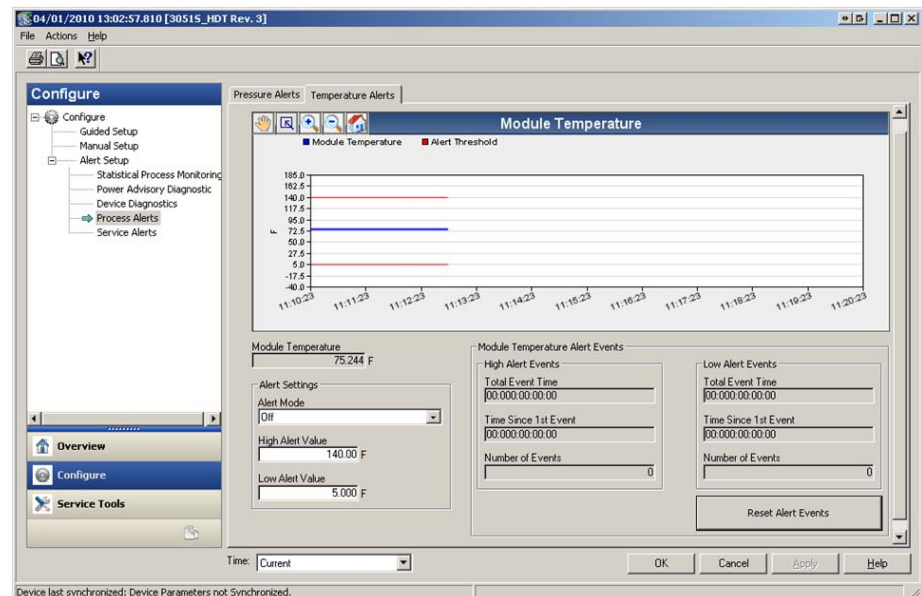 04/01/2010 13:02:57.810 [3051S_HDT Rev. 3]
File Actions Help
Configure
Configure
Guided Setup
Manual Setup
Alert Setup
Statistical Process Monitoring
Power Advisory Diagnostic
Device Diagnostics
Process Alerts
Service Alerts
Overview
Configure
Service Tools
Pressure Alerts Temperature Alerts
Module Temperature
Module Temperature Alert Threshold
185.0
162.5
140.0
117.5
95.0
72.5
50.0
27.5
5.0
-17.5
-40.0
F
11:10:23 11:11:23 11:12:23 11:13:23 11:14:23 11:15:23 11:16:23 11:17:23 11:18:23 11:19:23 11:20:23
Module Temperature
75.244 F
Alert Settings
Alert Mode
Off
High Alert Value
140.00 F
Low Alert Value
5.000 F
Module Temperature Alert Events
High Alert Events
Total Event Time
00:000:00:00:00
Time Since 1st Event
00:000:00:00:00
Number of Events
0
Low Alert Events
Total Event Time
00:000:00:00:00
Time Since 1st Event
00:000:00:00:00
Number of Events
0
Reset Alert Events
Time: Current
OK Cancel Apply Help
Device last synchronized: Device Parameters not Synchronized.